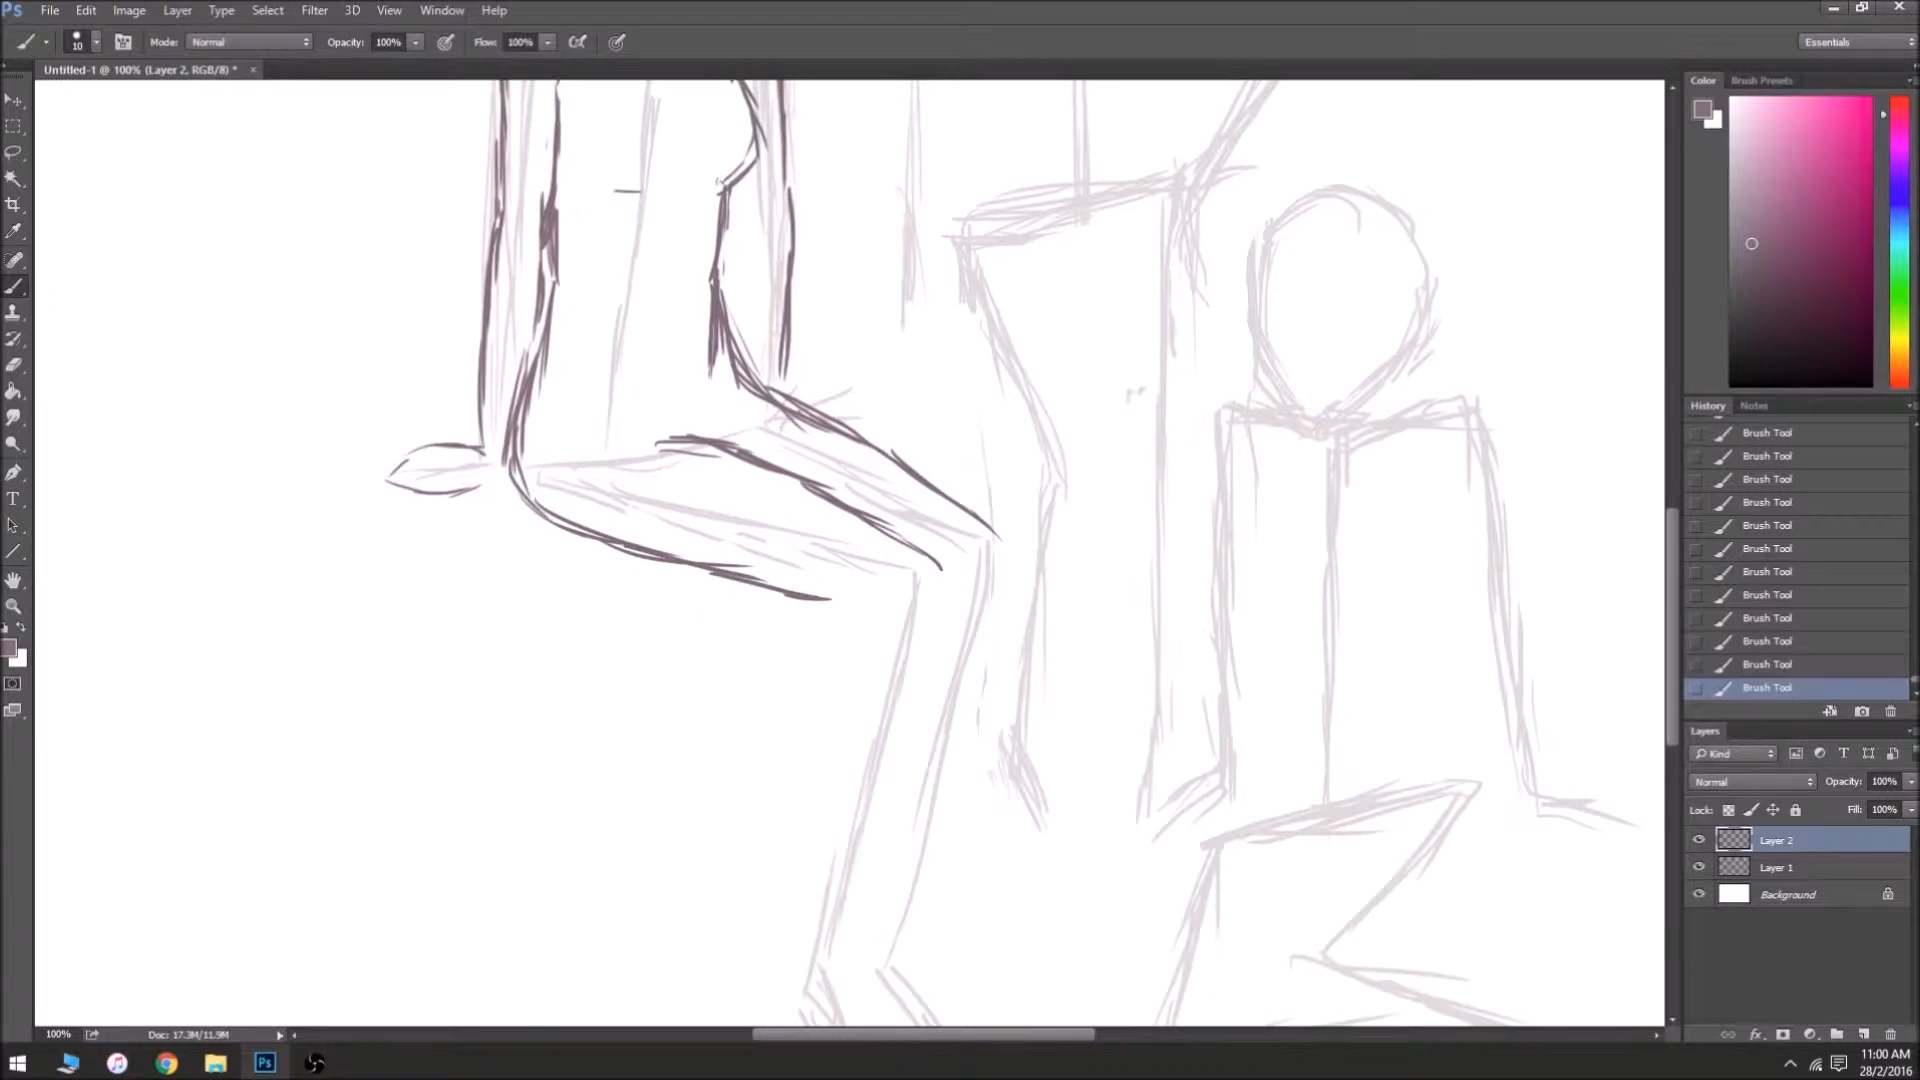 Ps File Edit Image Layer Type Select Filter 3D View Window Help
10 Mode: Normal Opacity: 100% Flow: 100% Essentials
Untitled-1 @ 100% (Layer 2, RGB/8) * ×
Color Brush Presets
History Notes
Brush Tool
Brush Tool
Brush Tool
Brush Tool
Brush Tool
Brush Tool
Brush Tool
Brush Tool
Brush Tool
Brush Tool
Brush Tool
Brush Tool
Layers
Kind
Normal Opacity: 100%
Lock: Fill: 100%
Layer 2
Layer 1
Background
100% Doc: 17.3M/11.9M
Ps
11:00 AM
28/2/2016